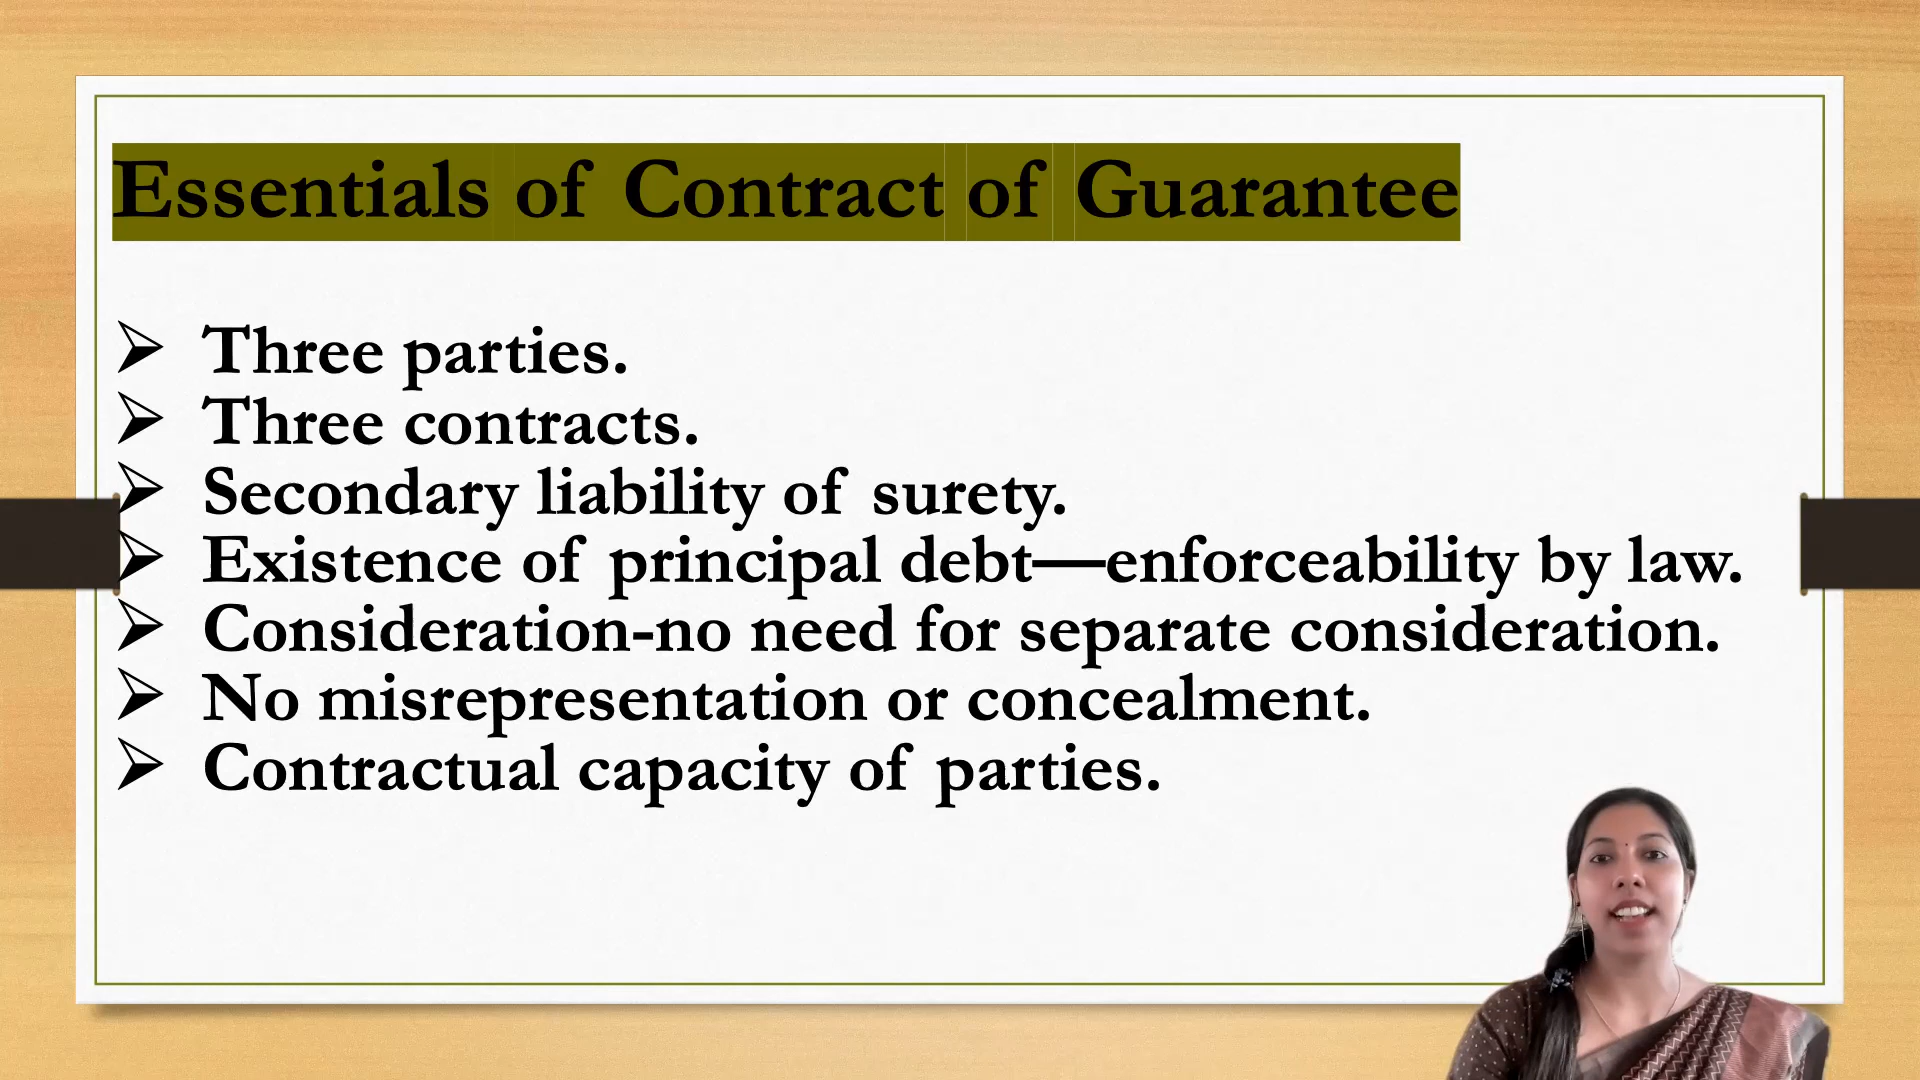 Essentials of Contract of Guarantee
Three parties.
Three contracts.
Secondary liability of surety.
Existence of principal debt—enforceability by law.
Consideration-no need for separate consideration.
No misrepresentation or concealment.
Contractual capacity of parties.